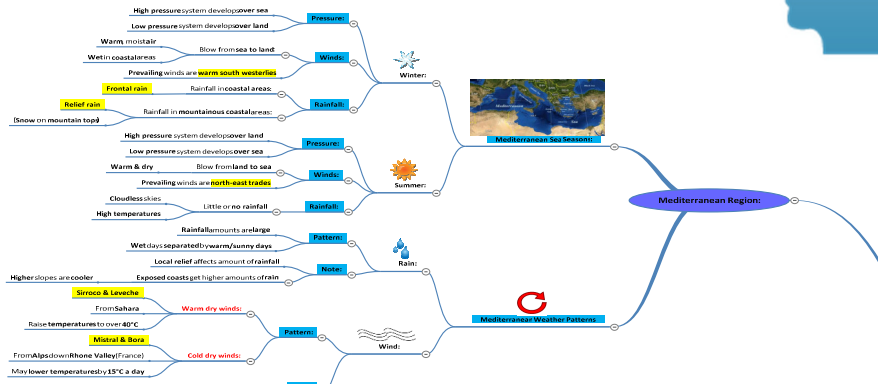 High pressure system develops over sea
Low pressure system develops over land
Pressure:
Warm, moist air
Wet in coastal areas
Blow from sea to land:
Prevailing winds are warm south westerlies
Winds:
Frontal rain
Rainfall in coastal areas:
Relief rain
(Snow on mountain tops)
Rainfall in mountainous coastal areas:
Rainfall:
Winter:
High pressure system develops over land
Low pressure system develops over sea
Pressure:
Warm & dry
Blow from land to sea
Prevailing winds are north-east trades
Winds:
Cloudless skies
High temperatures
Little or no rainfall
Rainfall:
Summer:
Mediterranean
Mediterranean Sea Seasons:
Mediterranean Region:
Rainfall amounts are large
Wet days separated by warm/sunny days
Pattern:
Local relief affects amount of rainfall
Higher slopes are cooler
Exposed coasts get higher amounts of rain
Note:
Rain:
Sirroco & Leveche
From Sahara
Raise temperatures to over 40°C
Warm dry winds:
Mistral & Bora
From Alps down Rhone Valley (France)
May lower temperatures by 15°C a day
Cold dry winds:
Pattern:
Wind:
Mediterranean Weather Patterns